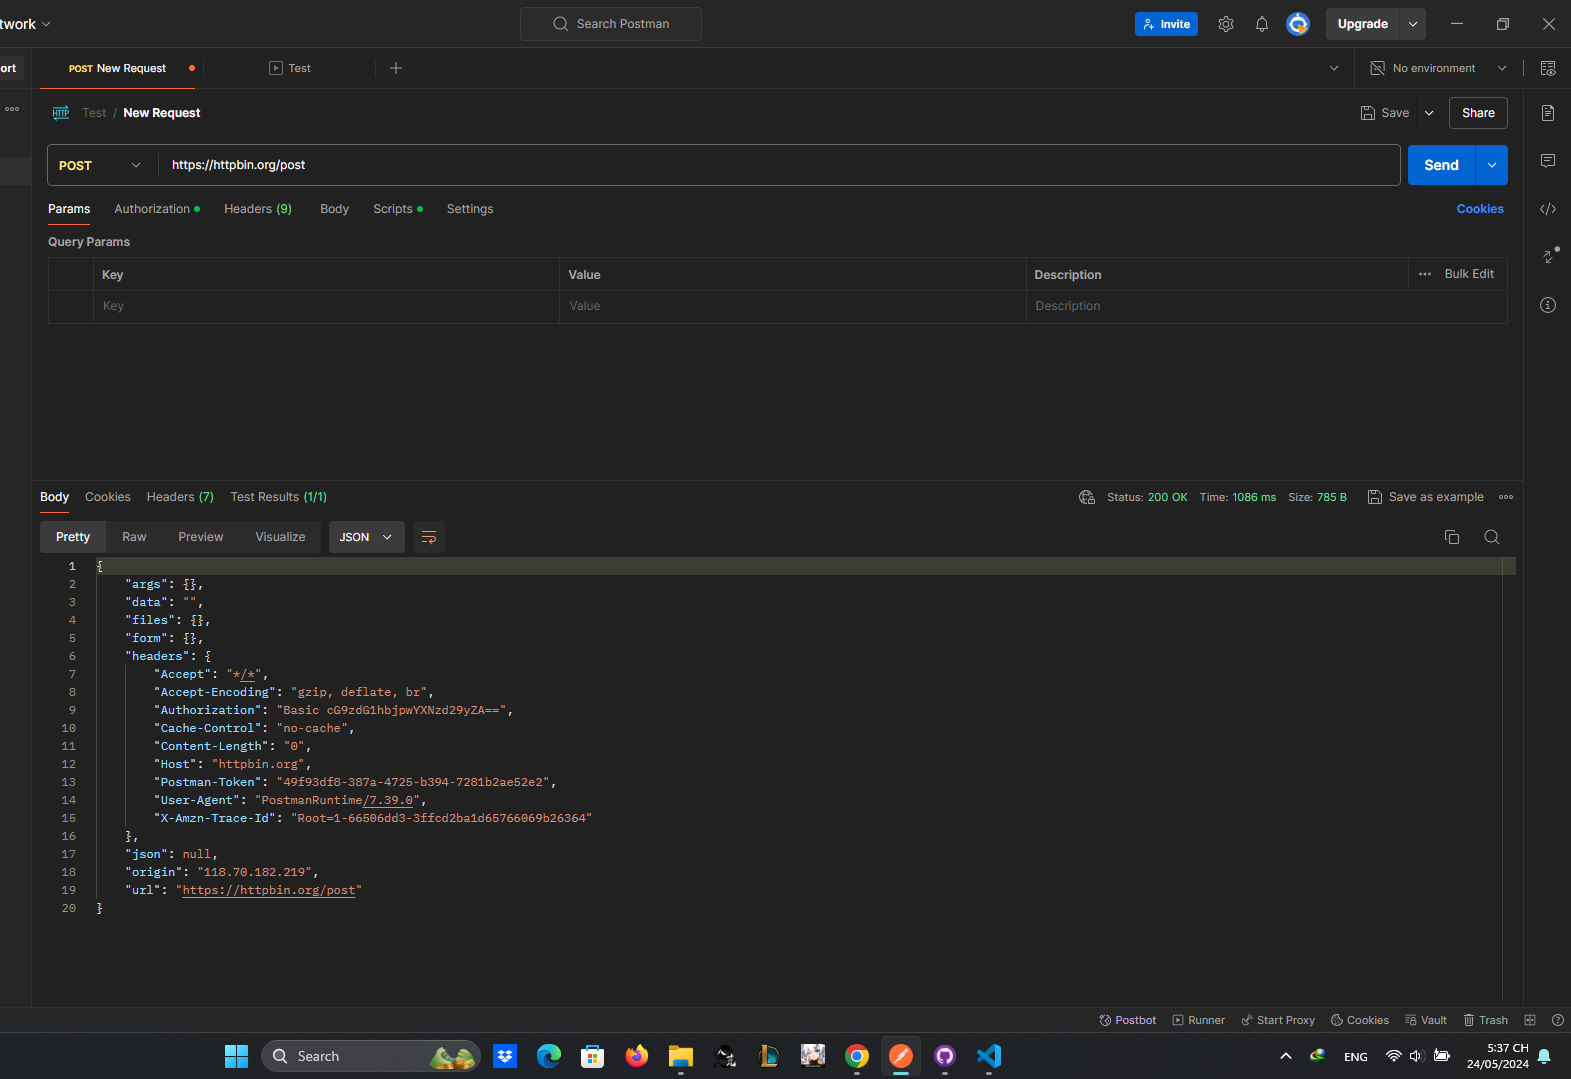 twork
Search Postman
Invite
Upgrade
ort
POST New Request
Test
No environment
HTTP
Test / New Request
Save
Share
POST
https://httpbin.org/post
Send
Params
Authorization
Headers (9)
Body
Scripts
Settings
Cookies
Query Params
Key
Value
Description
Bulk Edit
Key
Value
Description
Body
Cookies
Headers (7)
Test Results (1/1)
Status: 200 OK
Time: 1086 ms
Size: 785 B
Save as example
Pretty
Raw
Preview
Visualize
JSON
1 {
2 "args": {},
3 "data": "",
4 "files": {},
5 "form": {},
6 "headers": {
7 "Accept": "*/*",
8 "Accept-Encoding": "gzip, deflate, br",
9 "Authorization": "Basic cG9zdG1hbjpwYXNzd29yZA==",
10 "Cache-Control": "no-cache",
11 "Content-Length": "0",
12 "Host": "httpbin.org",
13 "Postman-Token": "49f93df8-387a-4725-b394-7281b2ae52e2",
14 "User-Agent": "PostmanRuntime/7.39.0",
15 "X-Amzn-Trace-Id": "Root=1-66506dd3-3ffcd2ba1d65766069b26364"
16 },
17 "json": null,
18 "origin": "118.70.182.219",
19 "url": "https://httpbin.org/post"
20 }
Postbot
Runner
Start Proxy
Cookies
Vault
Trash
Search
ENG
5:37 CH
24/05/2024